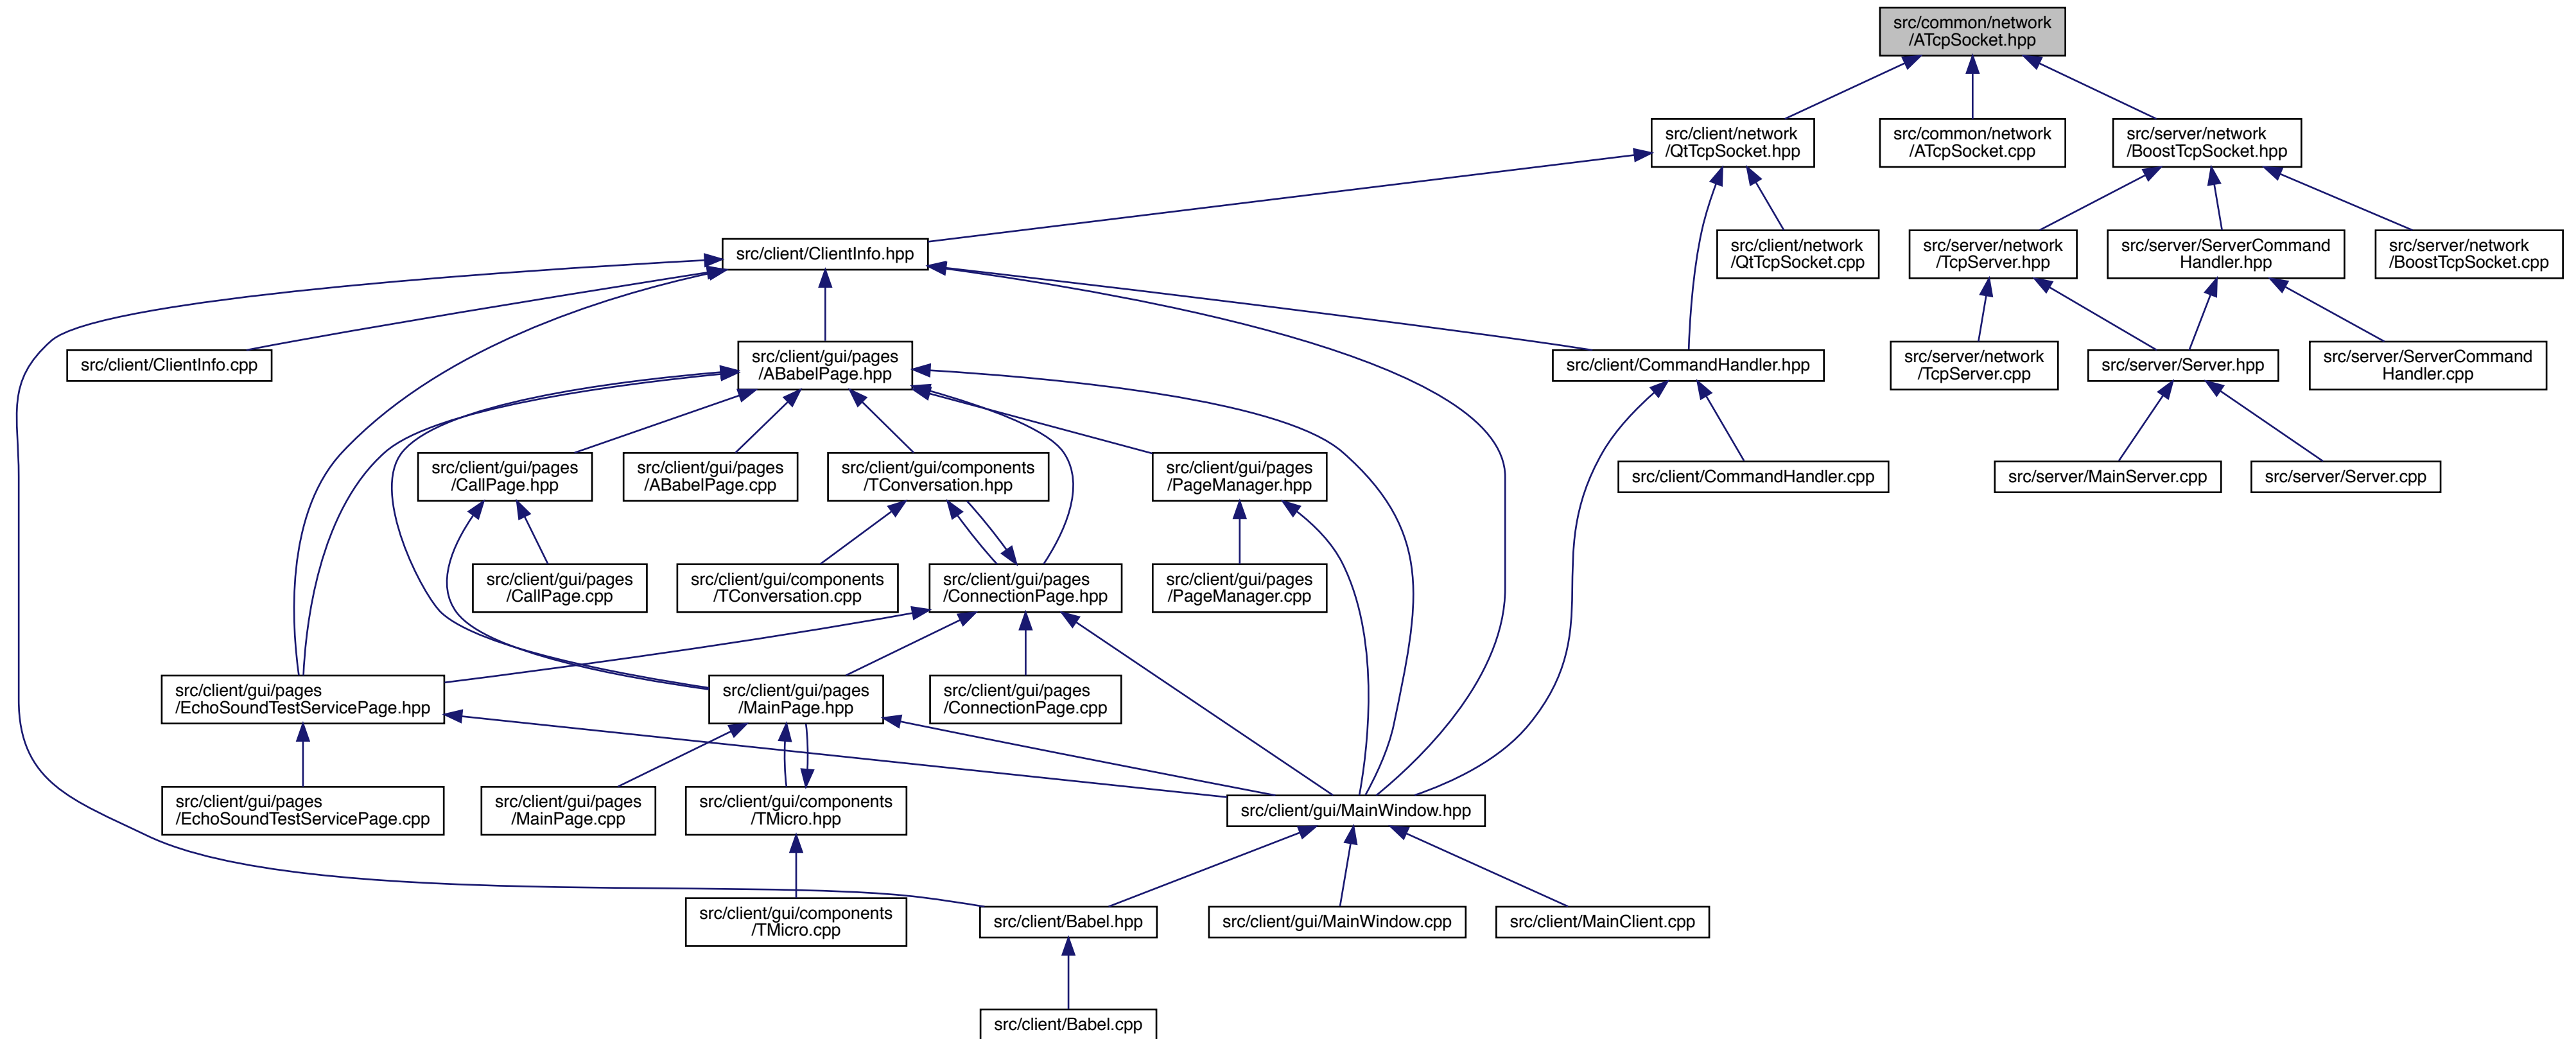 src/common/network
/ATcpSocket.hpp
src/client/network
/QtTcpSocket.hpp
src/common/network
/ATcpSocket.cpp
src/server/network
/BoostTcpSocket.hpp
src/client/ClientInfo.hpp
src/client/network
/QtTcpSocket.cpp
src/server/network
/TcpServer.hpp
src/server/ServerCommand
Handler.hpp
src/server/network
/BoostTcpSocket.cpp
src/client/ClientInfo.cpp
src/client/gui/pages
/ABabelPage.hpp
src/client/CommandHandler.hpp
src/server/network
/TcpServer.cpp
src/server/Server.hpp
src/server/ServerCommand
Handler.cpp
src/client/gui/pages
/CallPage.hpp
src/client/gui/pages
/ABabelPage.cpp
src/client/gui/components
/TConversation.hpp
src/client/gui/pages
/PageManager.hpp
src/client/CommandHandler.cpp
src/server/MainServer.cpp
src/server/Server.cpp
src/client/gui/pages
/CallPage.cpp
src/client/gui/components
/TConversation.cpp
src/client/gui/pages
/ConnectionPage.hpp
src/client/gui/pages
/PageManager.cpp
src/client/gui/pages
/EchoSoundTestServicePage.hpp
src/client/gui/pages
/MainPage.hpp
src/client/gui/pages
/ConnectionPage.cpp
src/client/gui/pages
/EchoSoundTestServicePage.cpp
src/client/gui/pages
/MainPage.cpp
src/client/gui/components
/TMicro.hpp
src/client/gui/MainWindow.hpp
src/client/gui/components
/TMicro.cpp
src/client/Babel.hpp
src/client/gui/MainWindow.cpp
src/client/MainClient.cpp
src/client/Babel.cpp